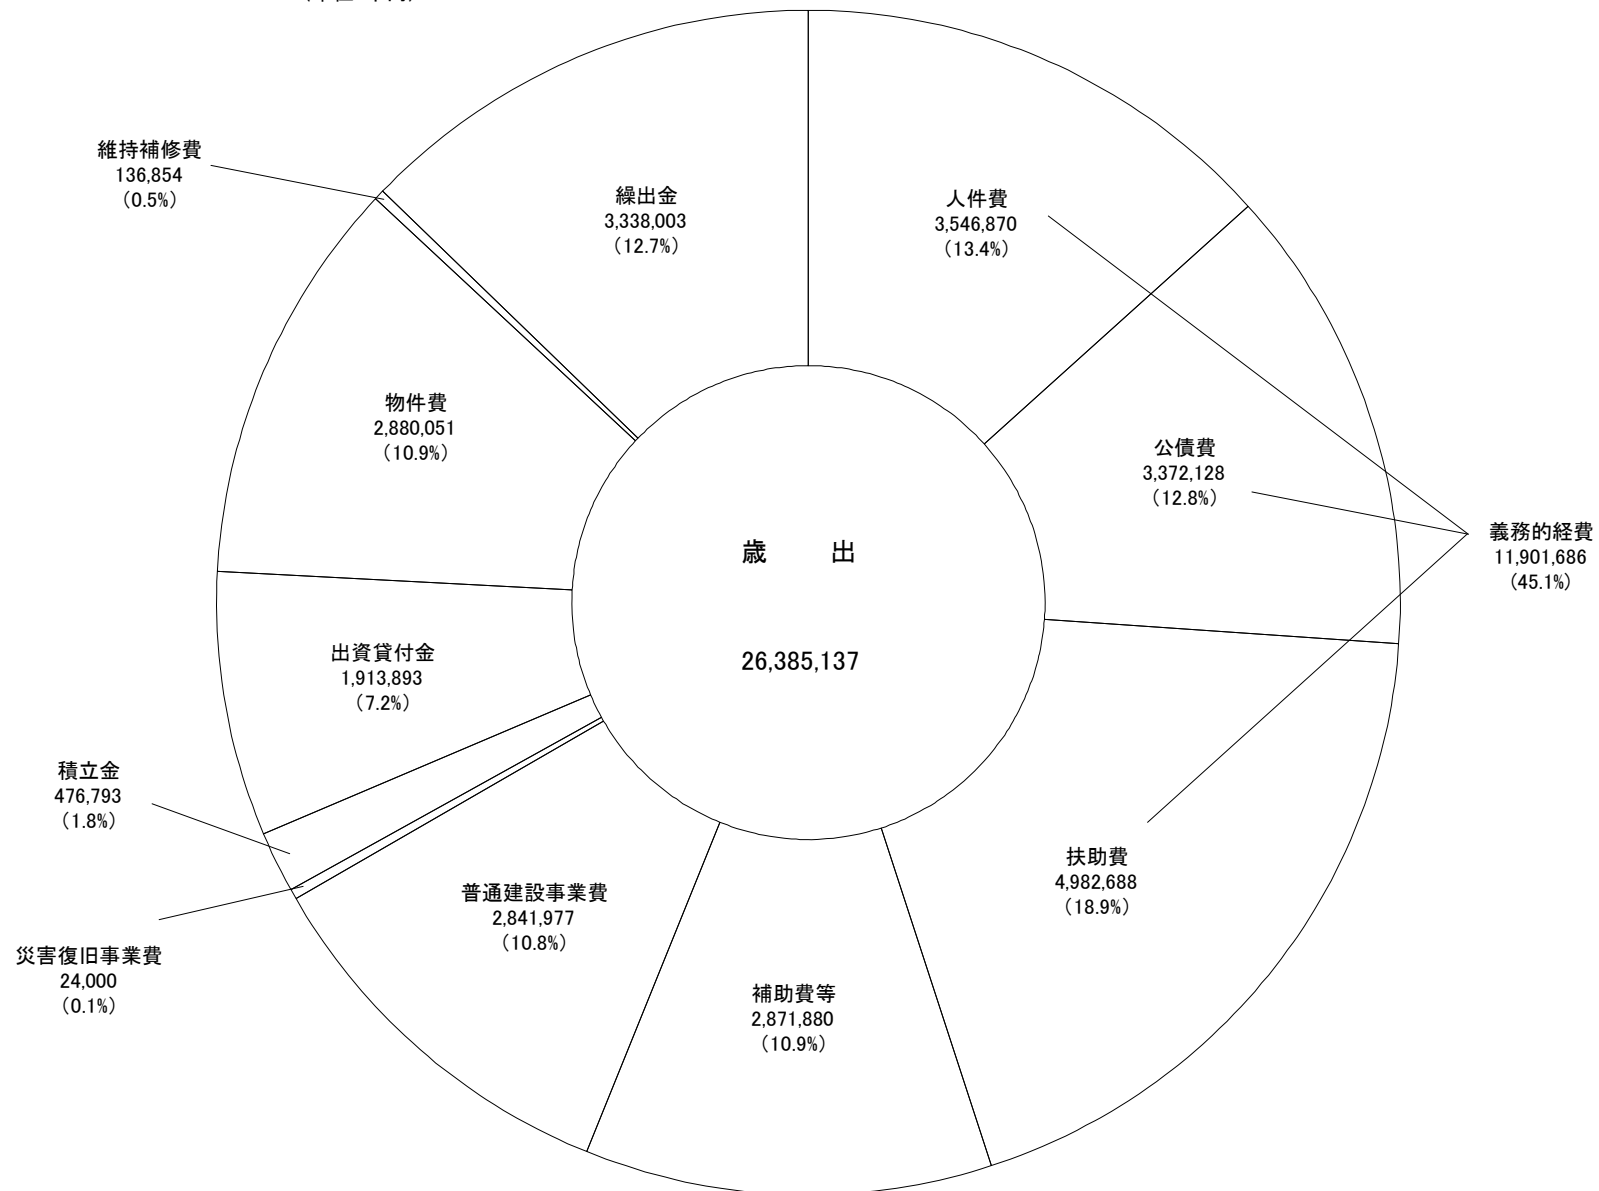 維持補修費
136,854
（0.5%）
繰出金
3,338,003
（12.7%）
人件費
3,546,870
（13.4%）
物件費
2,880,051
（10.9%）
公債費
3,372,128
（12.8%）
義務的経費
11,901,686
（45.1%）
歳　出
26,385,137
出資貸付金
1,913,893
（7.2%）
積立金
476,793
（1.8%）
扶助費
4,982,688
（18.9%）
普通建設事業費
2,841,977
（10.8%）
災害復旧事業費
24,000
（0.1%）
補助費等
2,871,880
（10.9%）